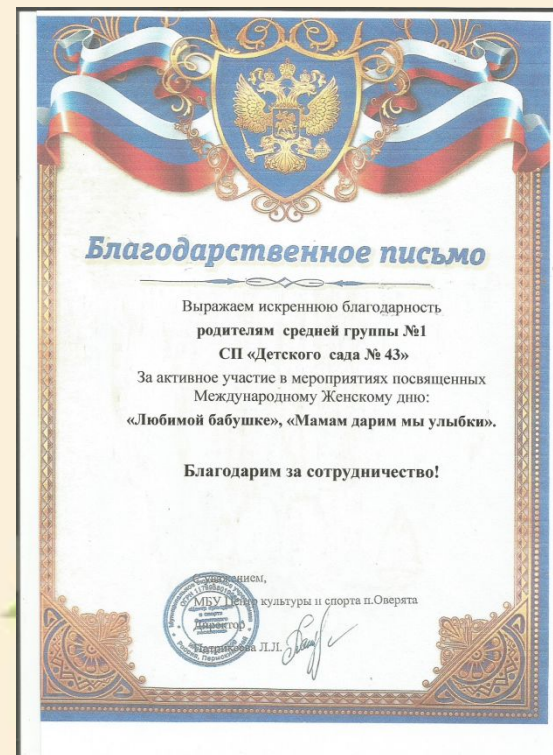 Благодарственное письмо
Выражаем искреннюю благодарность
родителям средней группы №1
СП «Детского сада № 43»
За активное участие в мероприятиях посвященных
Международному Женскому дню:
«Любимой бабушке», «Мамам дарим мы улыбки».
Благодарим за сотрудничество!
С уважением,
МБУ Центр культуры и спорта п.Оверята
Директор
Л.Л.